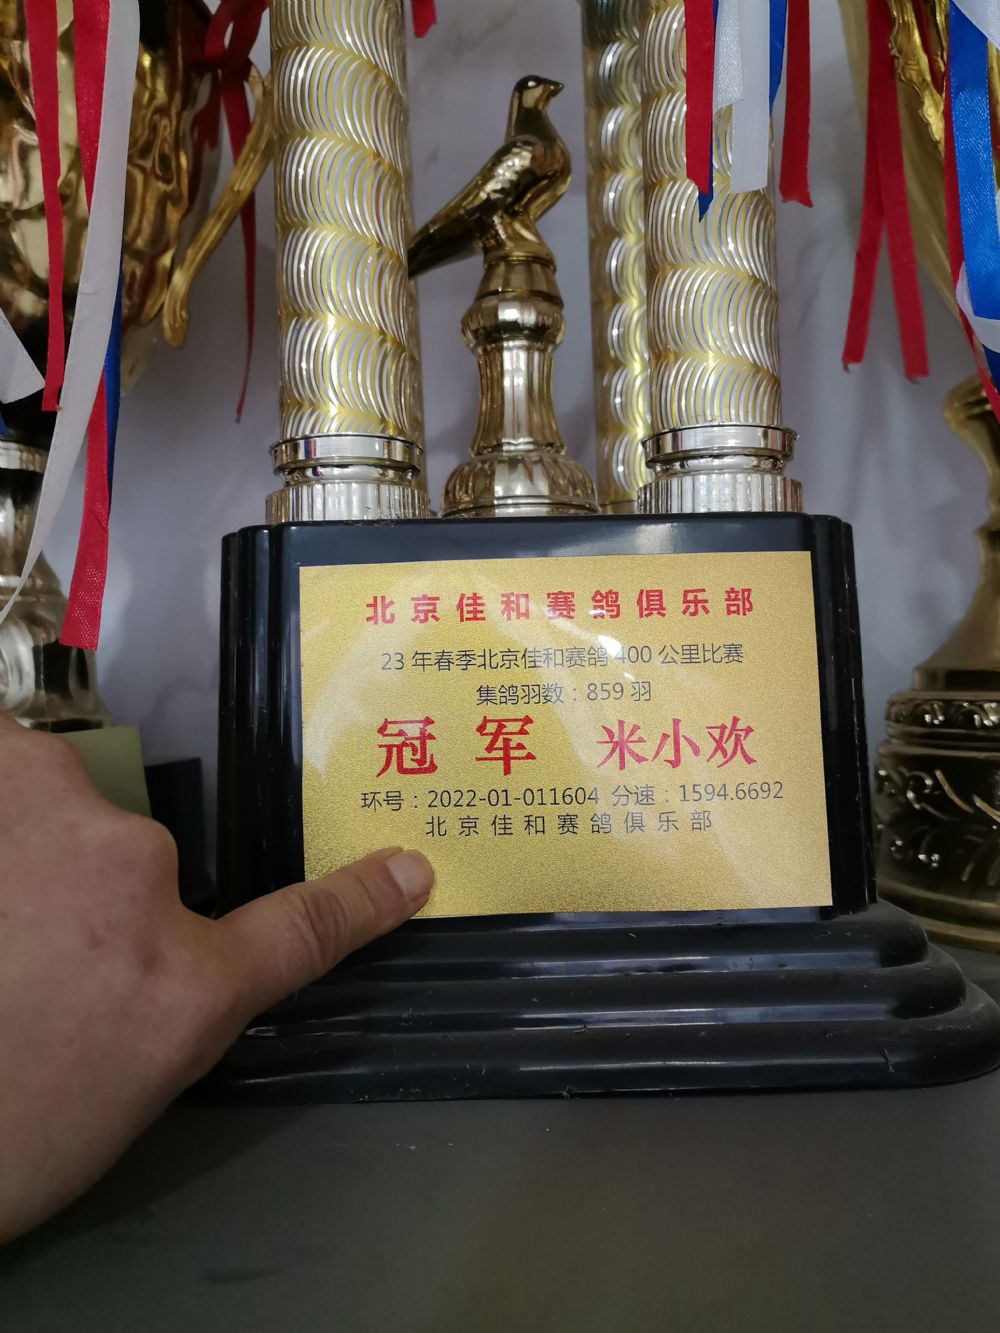 北京佳和赛鸽俱乐部
23年春季北京佳和赛鸽400公里比赛
集鸽羽数：859羽
冠军 米小欢
环号：2022-01-011604 分速：1594.6692
北京佳和赛鸽俱乐部